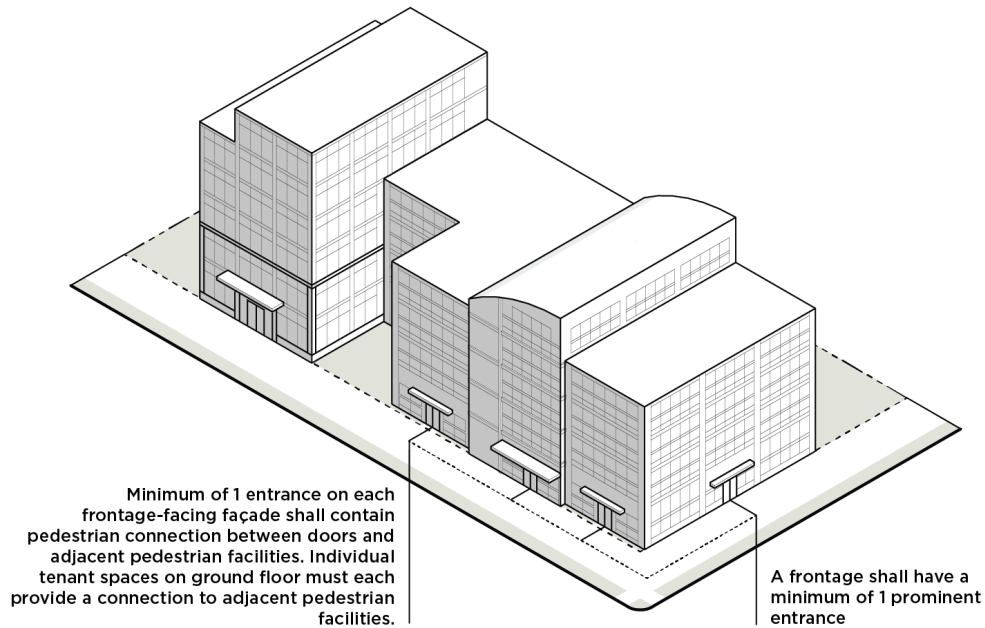 Minimum of 1 entrance on each
frontage-facing façade shall contain
pedestrian connection between doors and
adjacent pedestrian facilities. Individual
tenant spaces on ground floor must each
provide a connection to adjacent pedestrian
facilities.
A frontage shall have a
minimum of 1 prominent
entrance